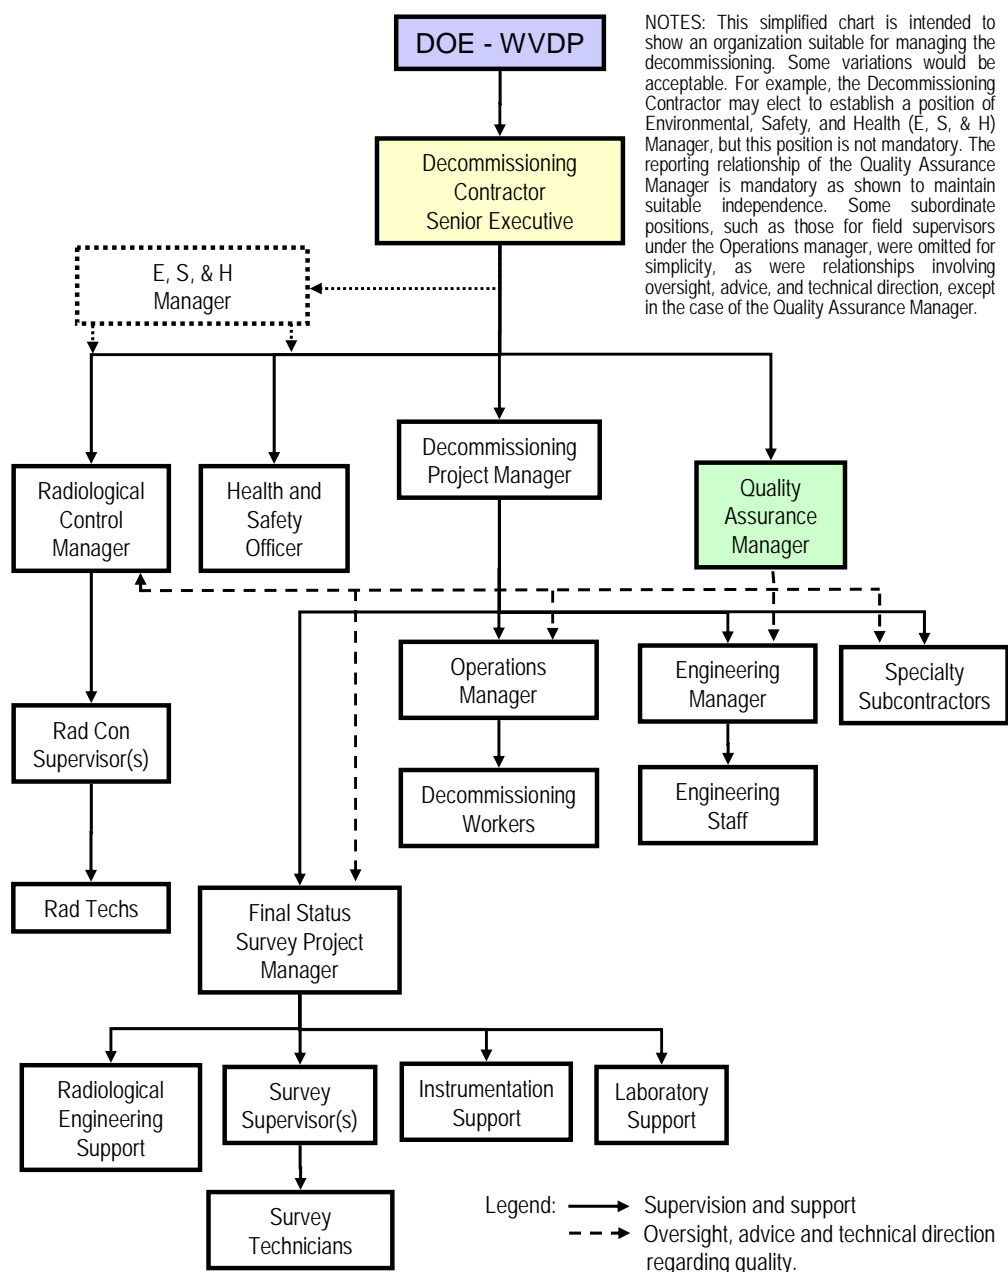 DOE - WVDP
NOTES: This simplified chart is intended to
show an organization suitable for managing the
decommissioning. Some variations would be
acceptable. For example, the Decommissioning
Contractor may elect to establish a position of
Environmental, Safety, and Health (E, S, & H)
Manager, but this position is not mandatory. The
reporting relationship of the Quality Assurance
Manager is mandatory as shown to maintain
suitable independence. Some subordinate
positions, such as those for field supervisors
under the Operations manager, were omitted for
simplicity, as were relationships involving
oversight, advice, and technical direction, except
in the case of the Quality Assurance Manager.
Decommissioning
Contractor
Senior Executive
E, S, & H
Manager
Radiological
Control
Manager
Health and
Safety
Officer
Decommissioning
Project Manager
Quality
Assurance
Manager
Operations
Manager
Engineering
Manager
Specialty
Subcontractors
Rad Con
Supervisor(s)
Decommissioning
Workers
Engineering
Staff
Rad Techs
Final Status
Survey Project
Manager
Radiological
Engineering
Support
Survey
Supervisor(s)
Instrumentation
Support
Laboratory
Support
Survey
Technicians
Legend:
Supervision and support
Oversight, advice and technical direction
regarding quality.